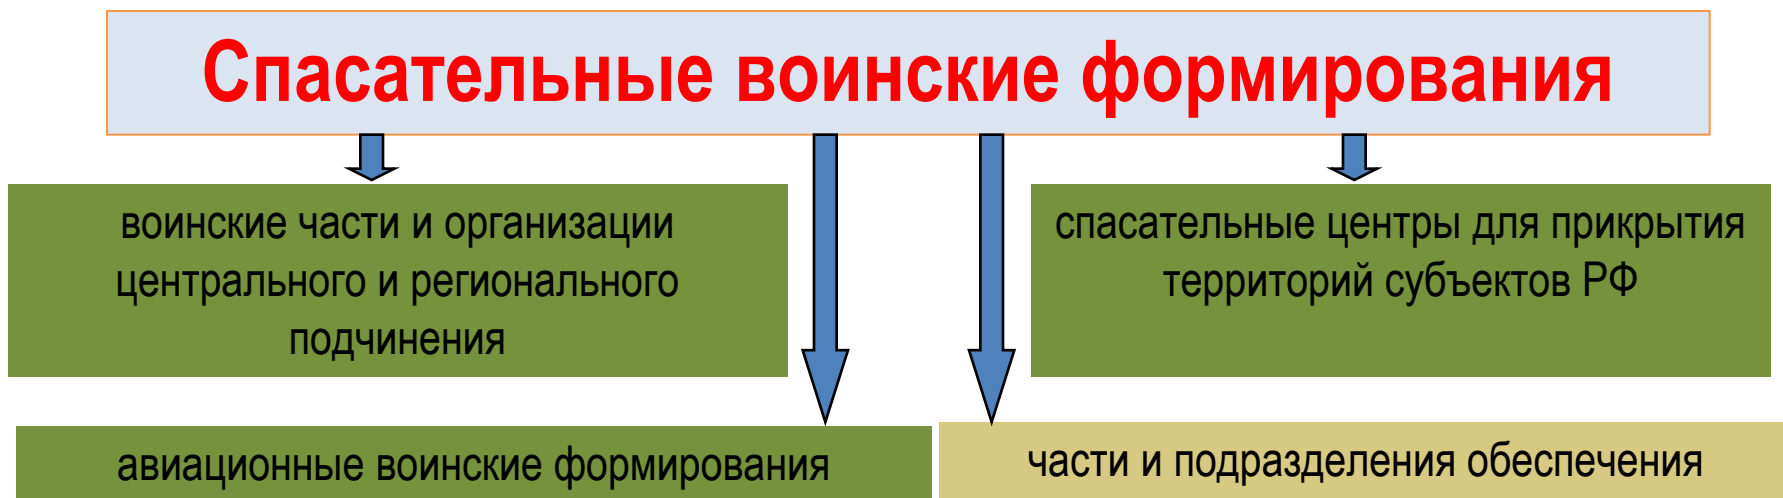 Спасательные воинские формирования
воинские части и организации
центрального и регионального
подчинения
спасательные центры для прикрытия
территорий субъектов РФ
авиационные воинские формирования
части и подразделения обеспечения